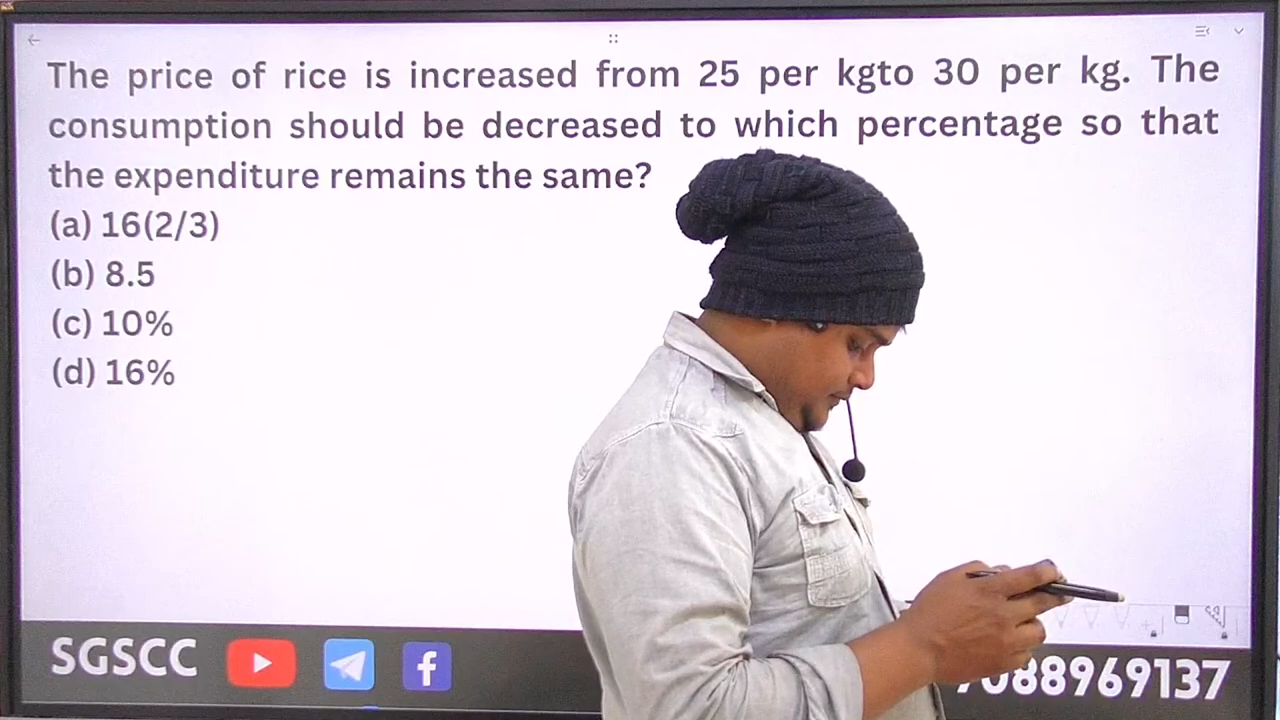 The price of rice is increased from 25 per kgto 30 per kg. The
consumption should be decreased to which percentage so that
the expenditure remains the same?
(a) 16(2/3)
(b) 8.5
(c) 10%
(d) 16%
SGSCC
088969137